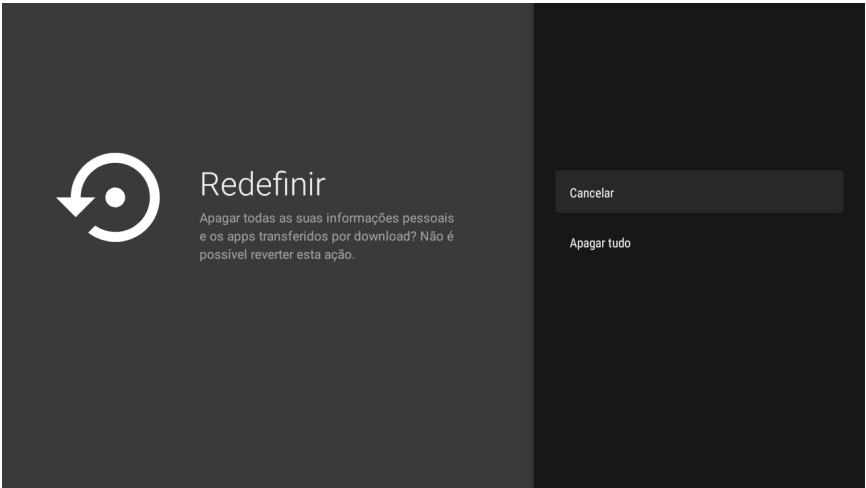 Redefinir
Apagar todas as suas informações pessoais
e os apps transferidos por download? Não é
possível reverter esta ação.
Cancelar
Apagar tudo